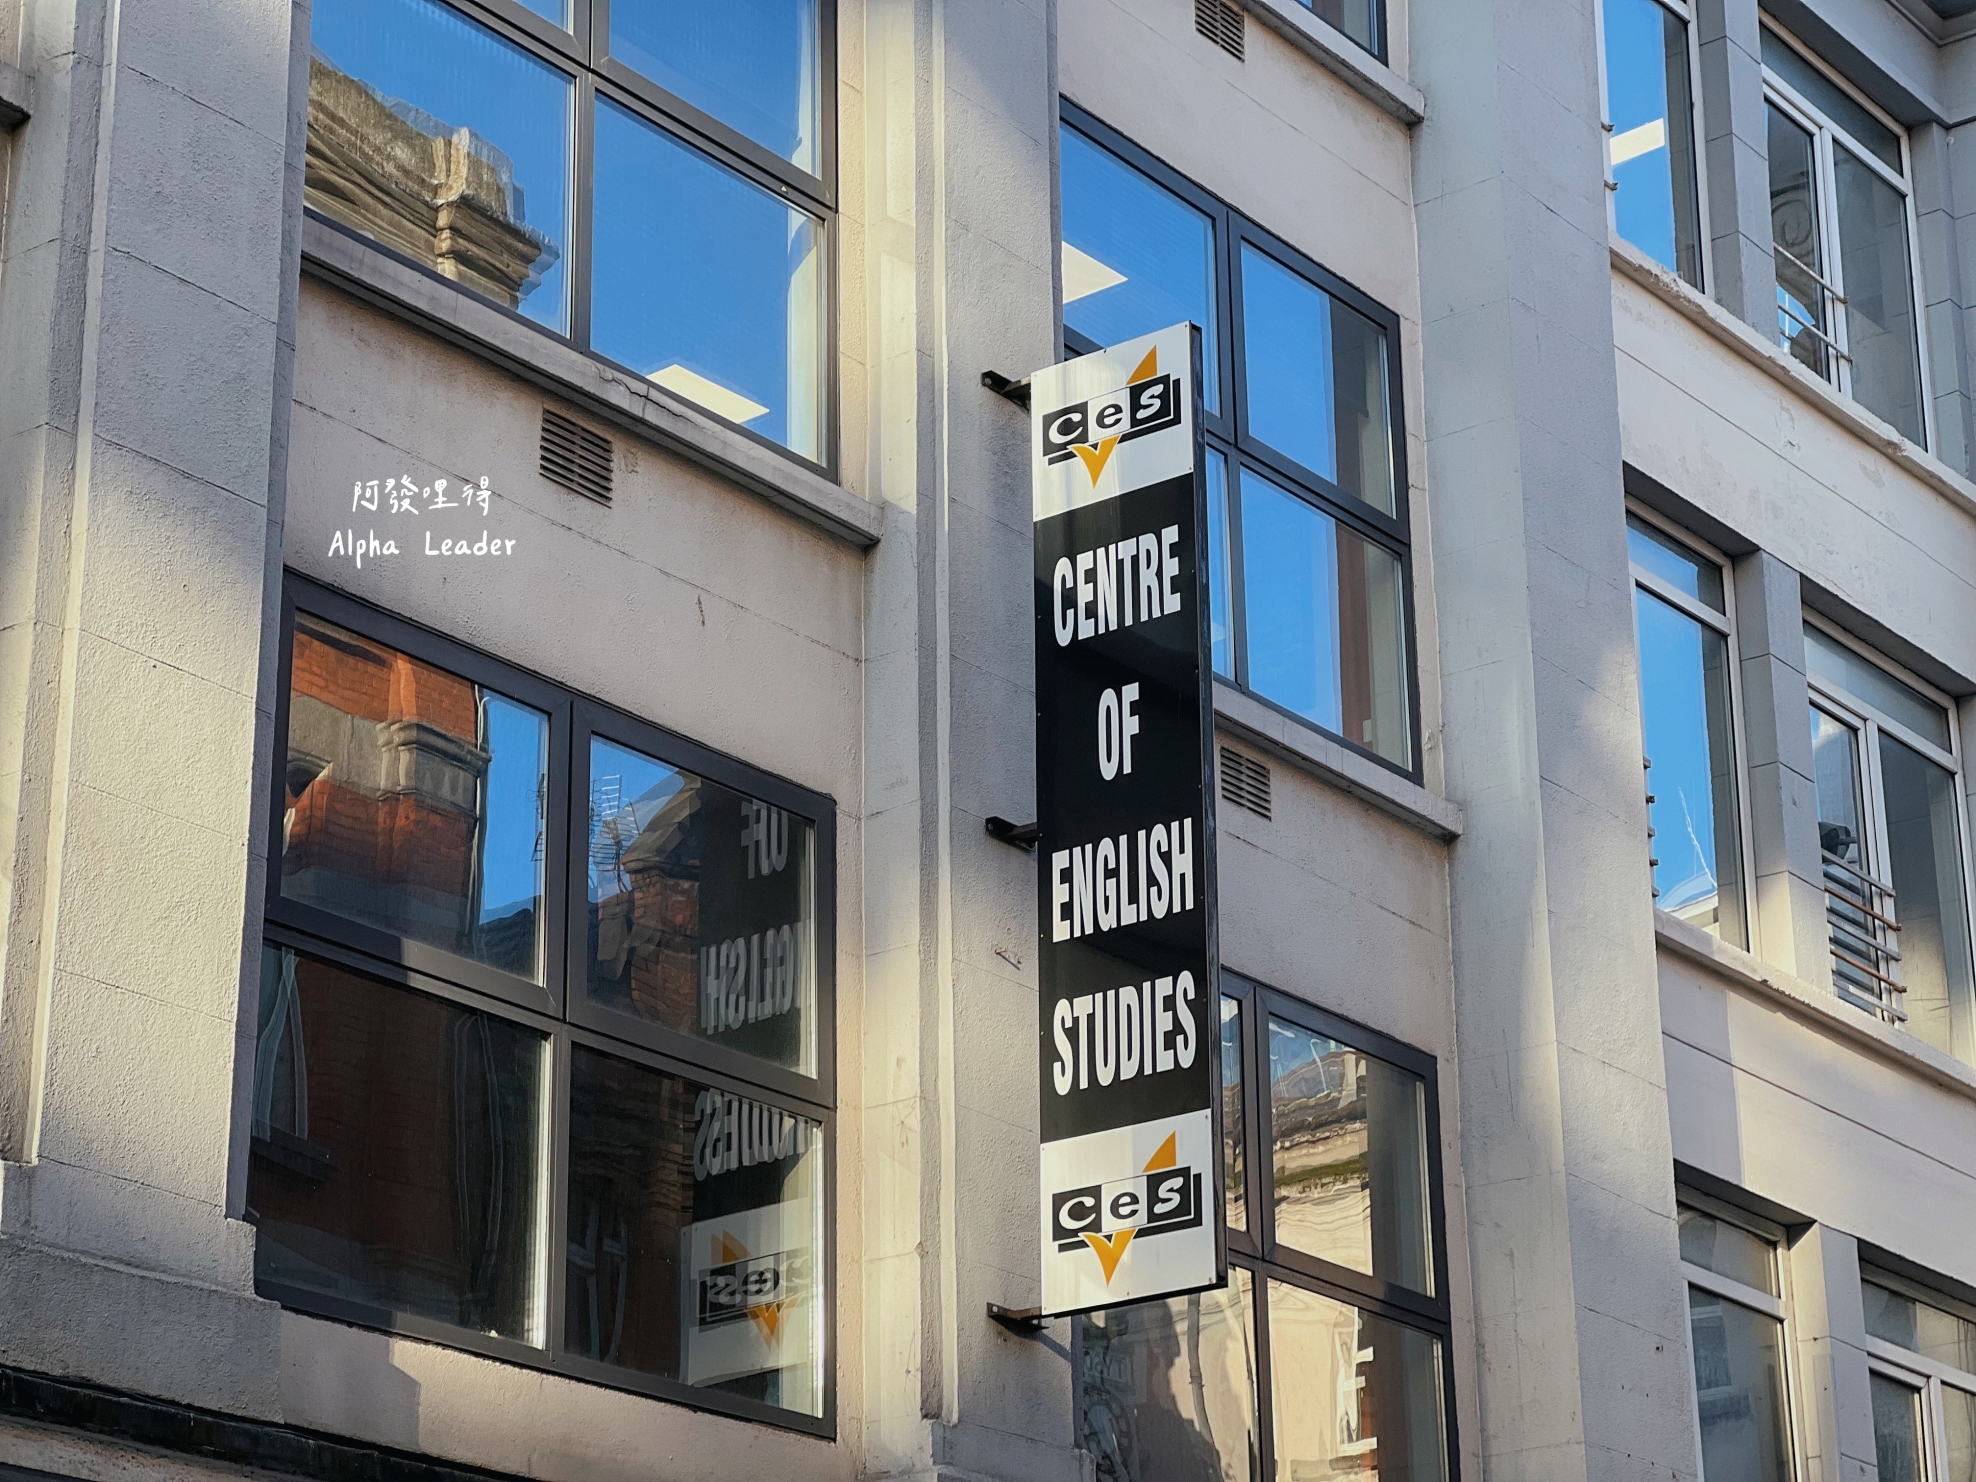 阿發哩得
Alpha Leader
ces
CENTRE
OF
ENGLISH
STUDIES
ces